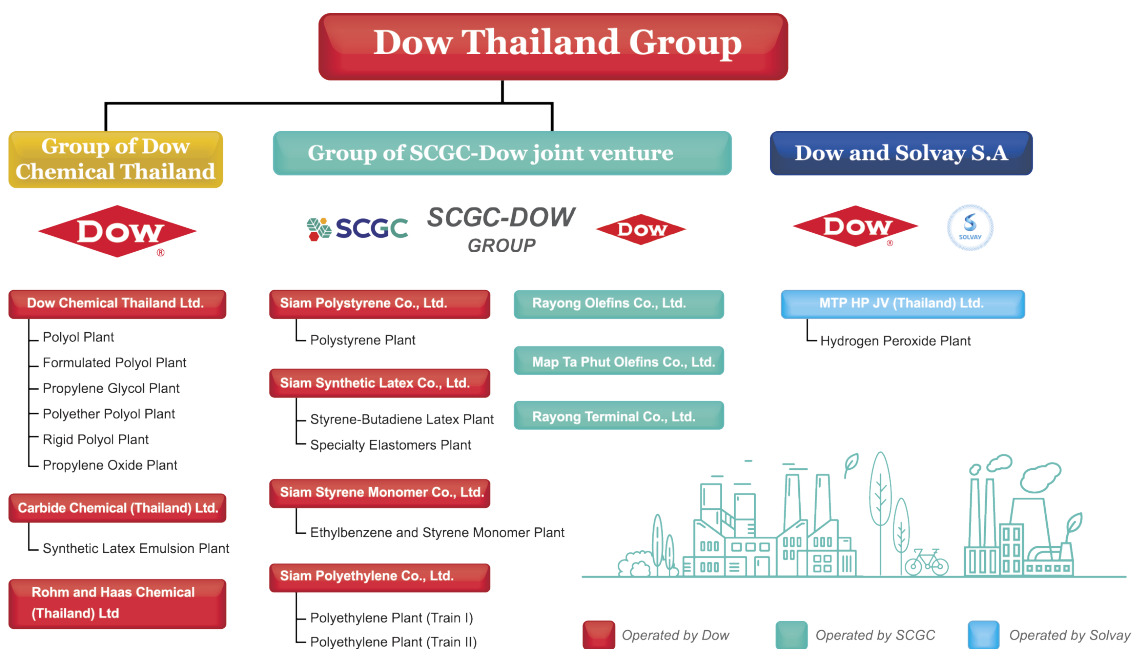 Dow Thailand Group
Group of Dow
Chemical Thailand
Group of SCGC-Dow joint venture
Dow and Solvay S.A
Dow
®
SCGC
SCGC-DOW
GROUP
Dow
Dow
®
SOLVAY
Dow Chemical Thailand Ltd.
Polyol Plant
Formulated Polyol Plant
Propylene Glycol Plant
Polyether Polyol Plant
Rigid Polyol Plant
Propylene Oxide Plant
Carbide Chemical (Thailand) Ltd.
Synthetic Latex Emulsion Plant
Rohm and Haas Chemical
(Thailand) Ltd
Siam Polystyrene Co., Ltd.
Polystyrene Plant
Siam Synthetic Latex Co., Ltd.
Styrene-Butadiene Latex Plant
Specialty Elastomers Plant
Siam Styrene Monomer Co., Ltd.
Ethylbenzene and Styrene Monomer Plant
Siam Polyethylene Co., Ltd.
Polyethylene Plant (Train I)
Polyethylene Plant (Train II)
Rayong Olefins Co., Ltd.
Map Ta Phut Olefins Co., Ltd.
Rayong Terminal Co., Ltd.
MTP HP JV (Thailand) Ltd.
Hydrogen Peroxide Plant
Operated by Dow
Operated by SCGC
Operated by Solvay